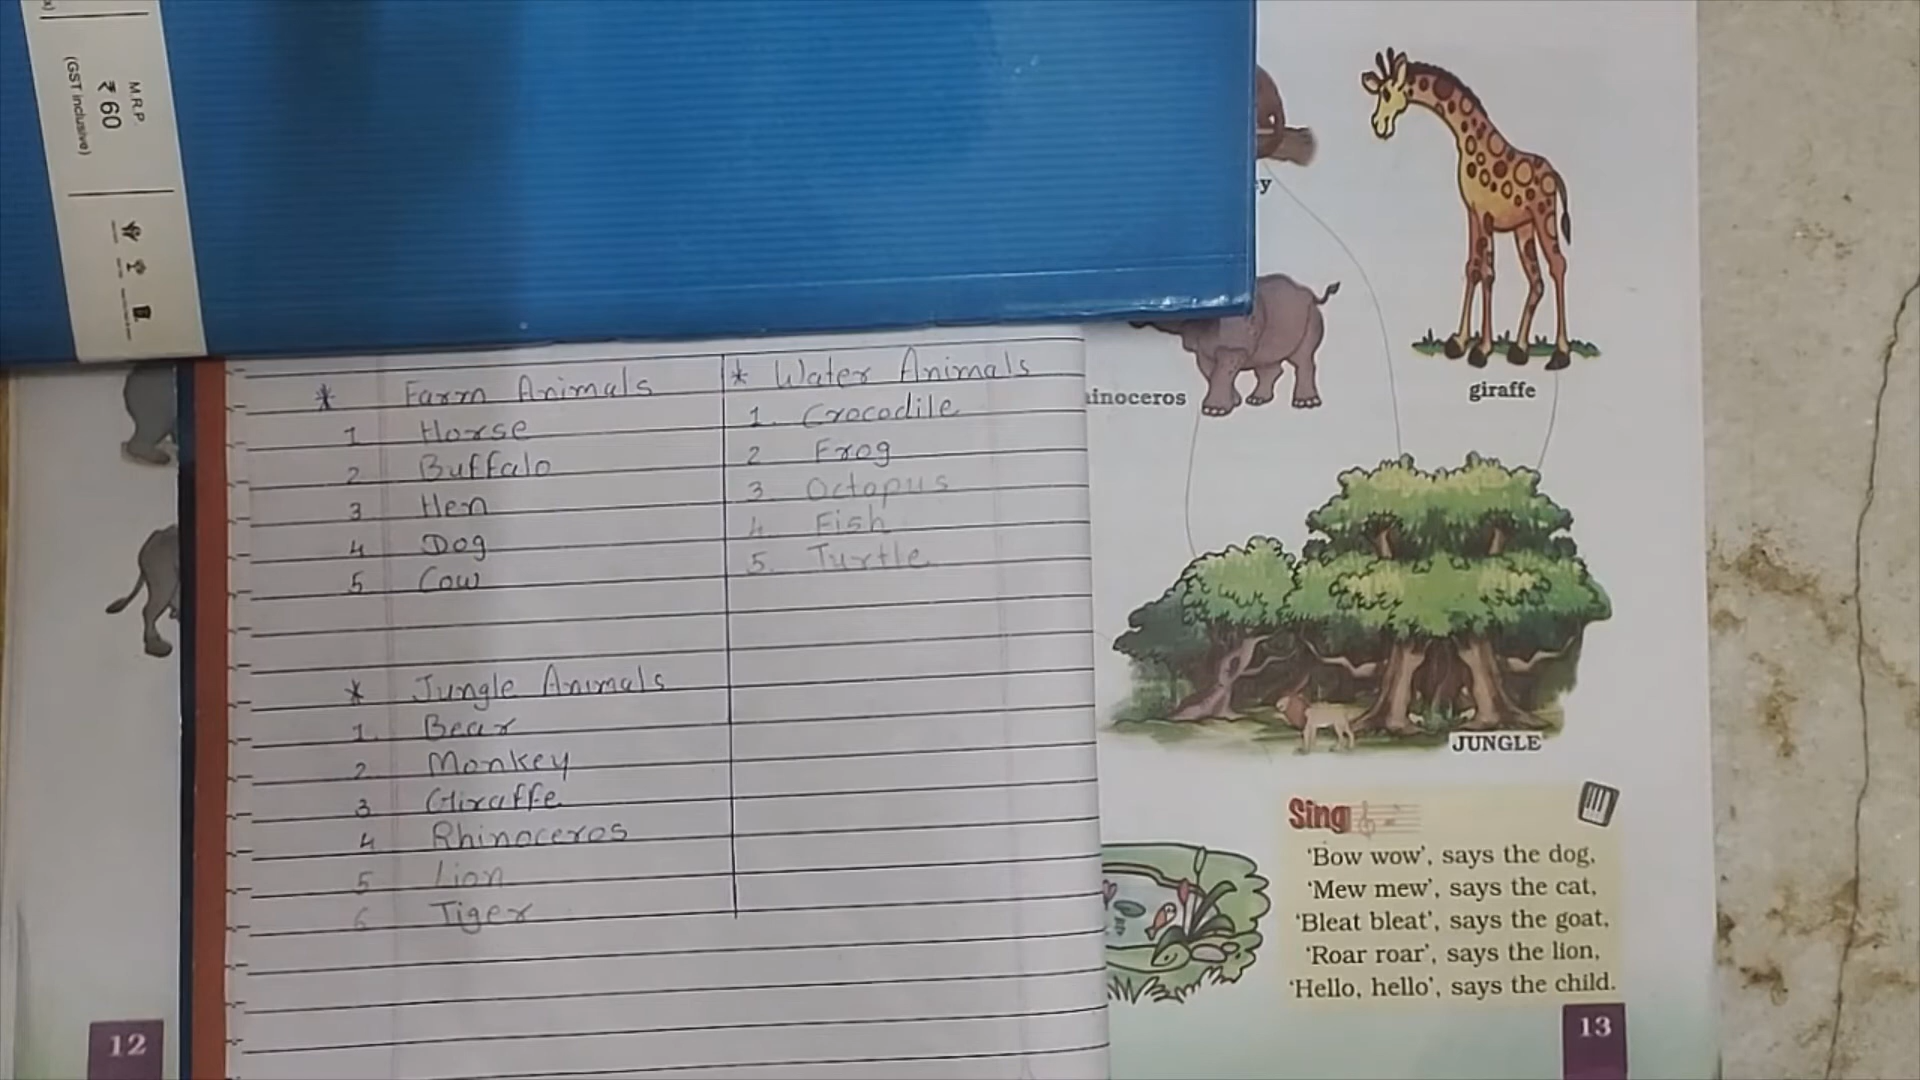 M.R.P.
₹ 60
(GST inclusive)
* Farm Animals
1 Horse
2 Buffalo
3 Hen
4 Dog
5 Cow
* Water Animals
1. Crocodile
2 Frog
3. Octopus
4. Fish
5. Turtle
* Jungle Animals
1. Bear
2 Monkey
3 Giraffe
4 Rhinoceros
5 Lion
6 Tiger
y
inoceros
giraffe
JUNGLE
Sing
‘Bow wow’, says the dog,
‘Mew mew’, says the cat,
‘Bleat bleat’, says the goat,
‘Roar roar’, says the lion,
‘Hello, hello’, says the child.
12
13